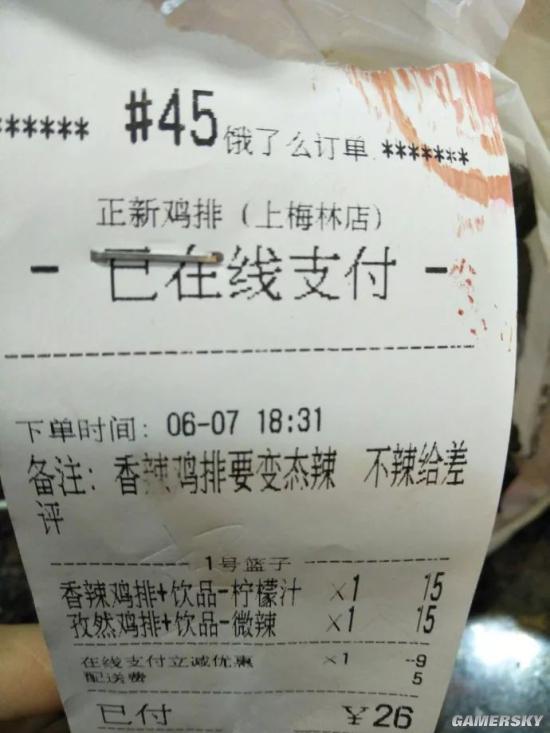 ****** #45 饿了么订单 *******
正新鸡排（上梅林店）
- 已在线支付 -
下单时间: 06-07 18:31
备注: 香辣鸡排要变态辣 不辣给差
评
1号篮子
香辣鸡排+饮品-柠檬汁 x1 15
孜然鸡排+饮品-微辣 x1 15
在线支付立减优惠 x1 -9
配送费 5
已付 ¥26
GAMERSKY